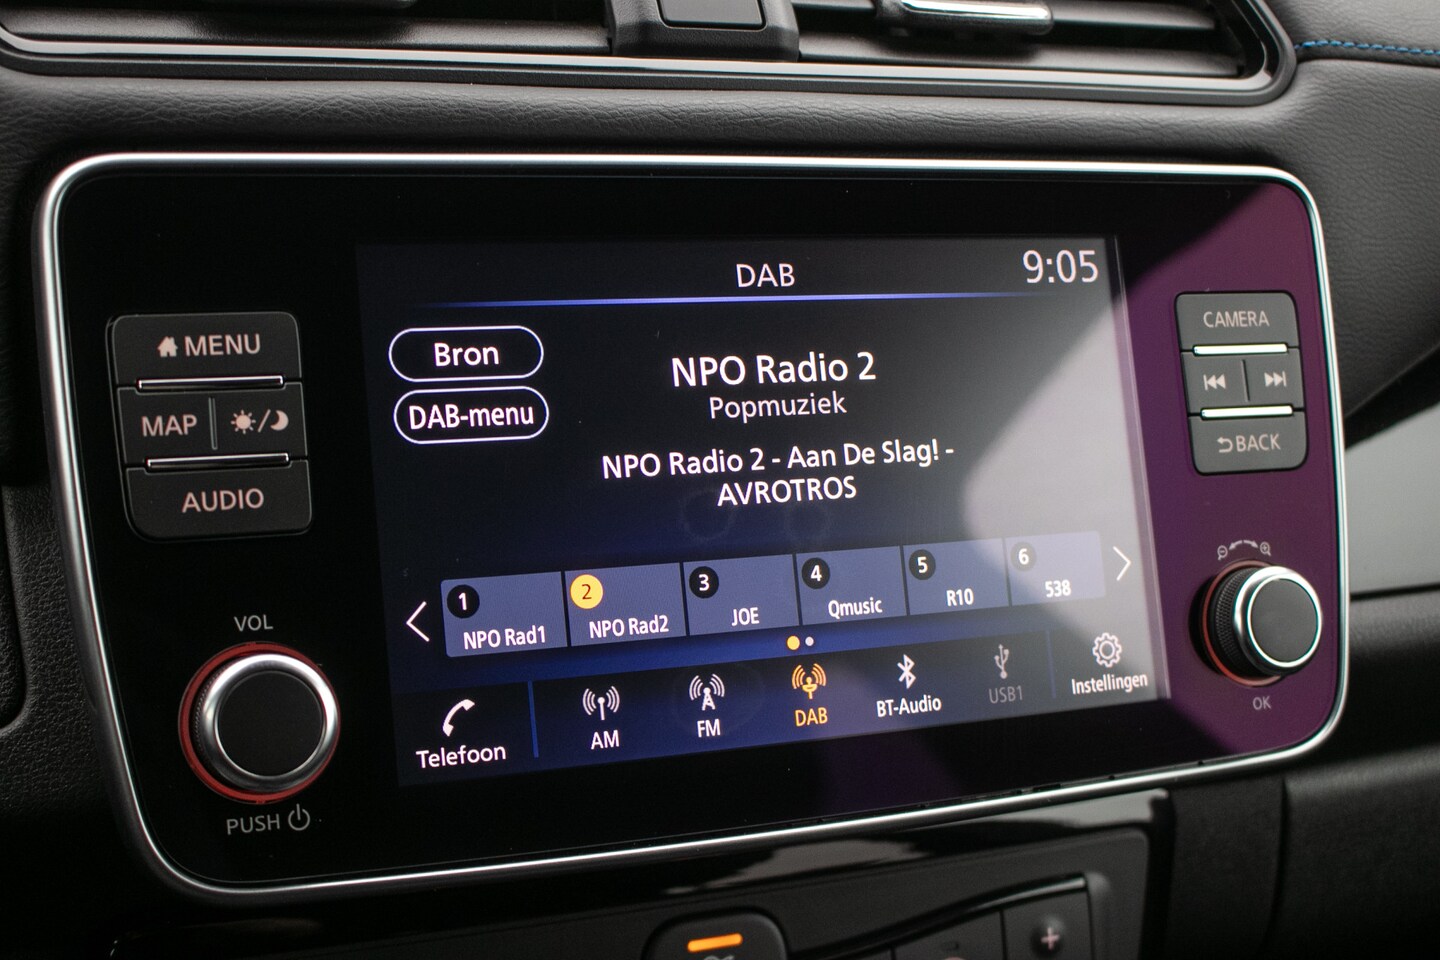 DAB
9:05
MENU
MAP
AUDIO
VOL
PUSH
Bron
DAB-menu
NPO Radio 2
Popmuziek
NPO Radio 2 - Aan De Slag! -
AVROTROS
1
NPO Rad1
2
NPO Rad2
3
JOE
4
Qmusic
5
R10
6
538
Telefoon
AM
FM
DAB
BT-Audio
USB1
Instellingen
CAMERA
BACK
OK